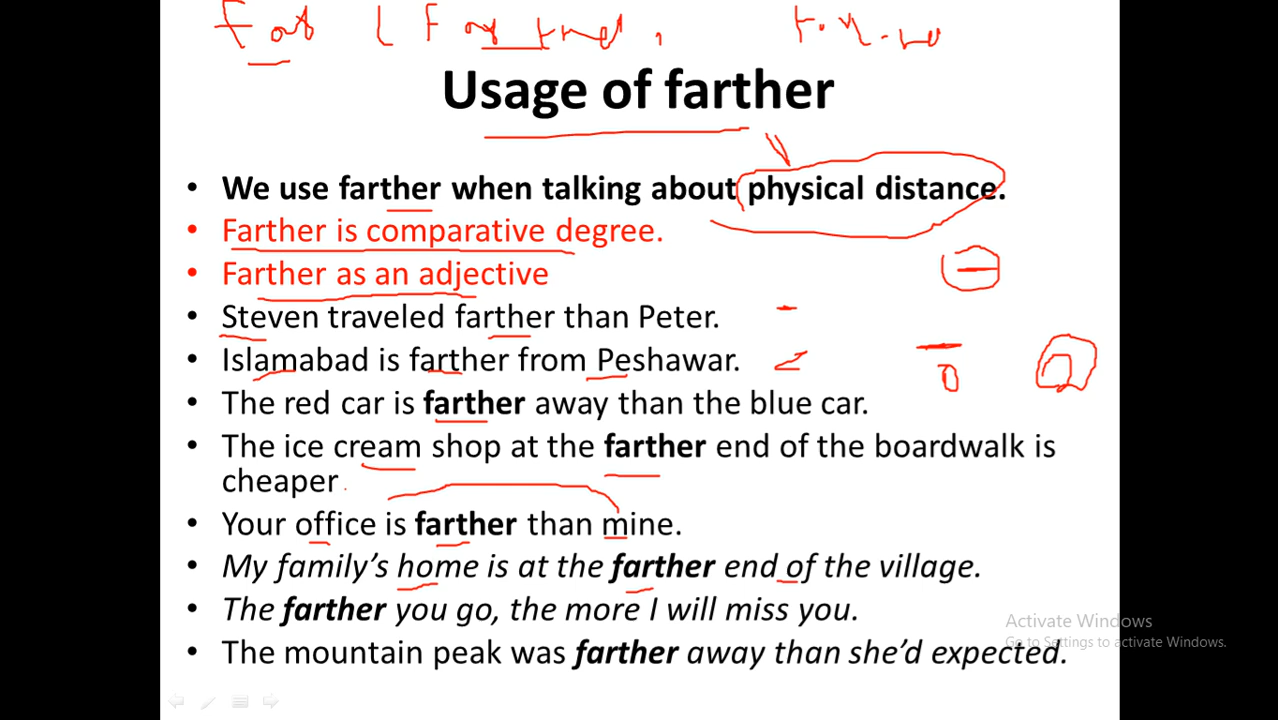 Usage of farther
• We use farther when talking about physical distance.
• Farther is comparative degree.
• Farther as an adjective
• Steven traveled farther than Peter.
• Islamabad is farther from Peshawar.
• The red car is farther away than the blue car.
• The ice cream shop at the farther end of the boardwalk is
cheaper
• Your office is farther than mine.
• My family’s home is at the farther end of the village.
• The farther you go, the more I will miss you.
• The mountain peak was farther away than she’d expected.
Activate Windows
Go to Settings to activate Windows.